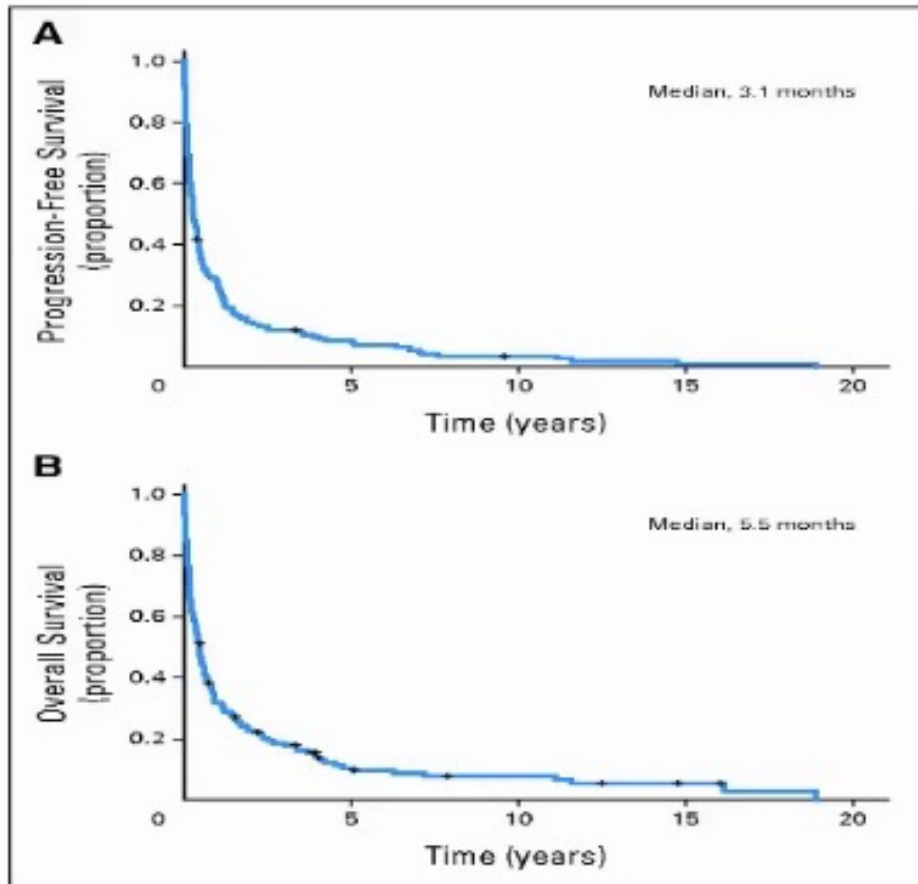 A
Progression-Free Survival
(proportion)
1.0
0.8
0.6
0.4
0.2
0
5
10
15
20
Median, 3.1 months
Time (years)
B
Overall Survival
(proportion)
1.0
0.8
0.6
0.4
0.2
0
5
10
15
20
Median, 5.5 months
Time (years)